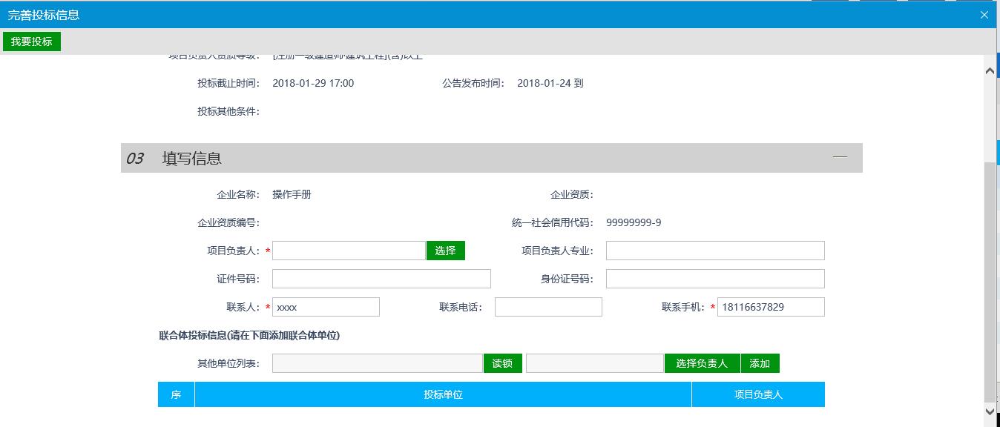 完善投标信息
我要投标
项目负责人资质等级： [注册一级建造师·建筑工程](含)以上
投标截止时间： 2018-01-29 17:00 公告发布时间： 2018-01-24 到
投标其他条件：
03 填写信息
企业名称： 操作手册 企业资质：
企业资质编号： 统一社会信用代码： 99999999-9
项目负责人： * 选择 项目负责人专业：
证件号码： 身份证号码：
联系人： * xxxx 联系电话： 联系手机： * 18116637829
联合体投标信息(请在下面添加联合体单位)
其他单位列表： 读锁 选择负责人 添加
序 投标单位 项目负责人